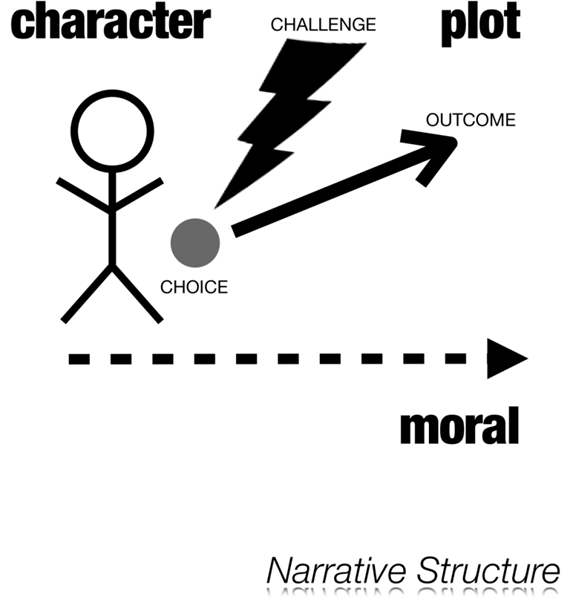 character
CHALLENGE
plot
OUTCOME
CHOICE
moral
Narrative Structure